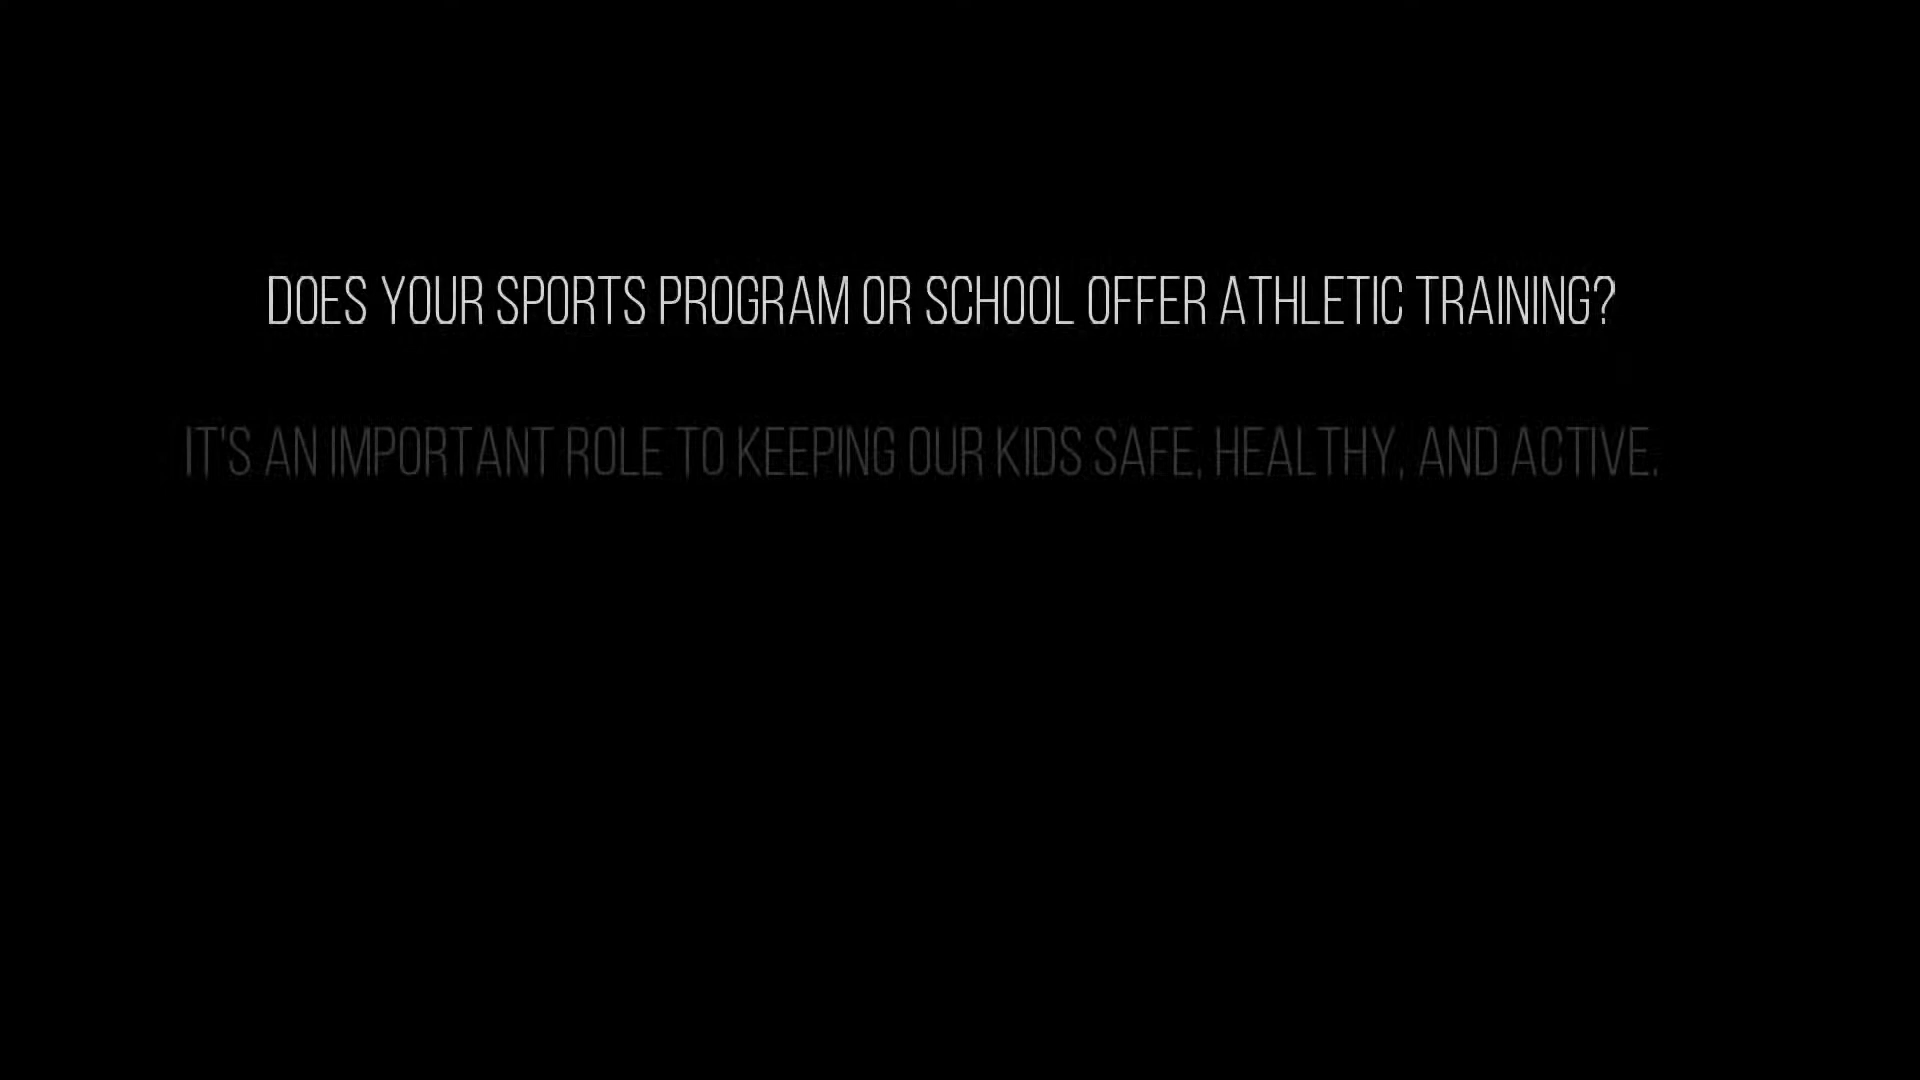 DOES YOUR SPORTS PROGRAM OR SCHOOL OFFER ATHLETIC TRAINING?
IT'S AN IMPORTANT ROLE TO KEEPING OUR KIDS SAFE, HEALTHY, AND ACTIVE.